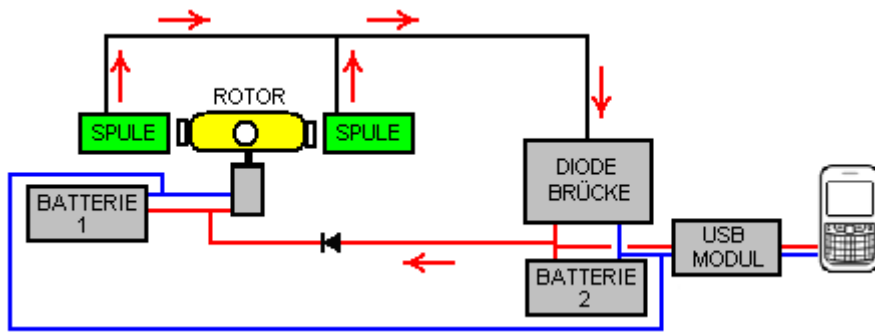 ROTOR
SPULE
SPULE
DIODE
BRÜCKE
BATTERIE
1
USB
MODUL
BATTERIE
2